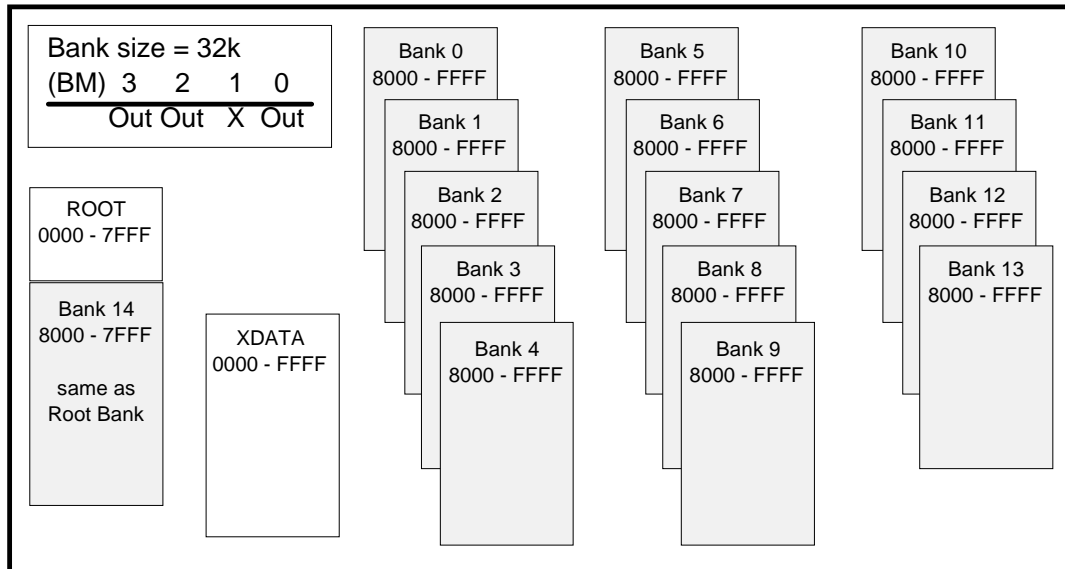 Bank size = 32k
(BM) 3 2 1 0
Out Out X Out
ROOT
0000 - 7FFF
Bank 14
8000 - 7FFF
same as
Root Bank
XDATA
0000 - FFFF
Bank 0
8000 - FFFF
Bank 1
8000 - FFFF
Bank 2
8000 - FFFF
Bank 3
8000 - FFFF
Bank 4
8000 - FFFF
Bank 5
8000 - FFFF
Bank 6
8000 - FFFF
Bank 7
8000 - FFFF
Bank 8
8000 - FFFF
Bank 9
8000 - FFFF
Bank 10
8000 - FFFF
Bank 11
8000 - FFFF
Bank 12
8000 - FFFF
Bank 13
8000 - FFFF